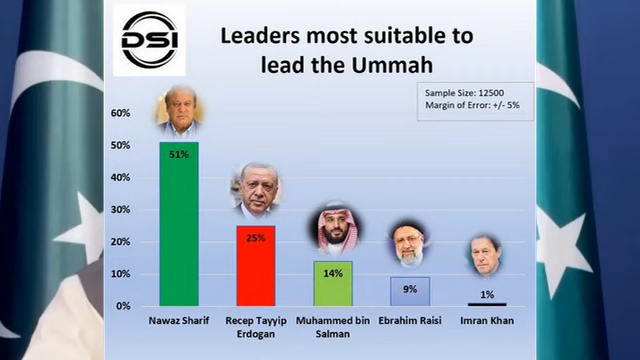 DSI
Leaders most suitable to
lead the Ummah
Sample Size: 12500
Margin of Error: +/- 5%
60%
50%
40%
30%
20%
10%
0%
51%
25%
14%
9%
1%
Nawaz Sharif
Recep Tayyip
Erdogan
Muhammed bin
Salman
Ebrahim Raisi
Imran Khan